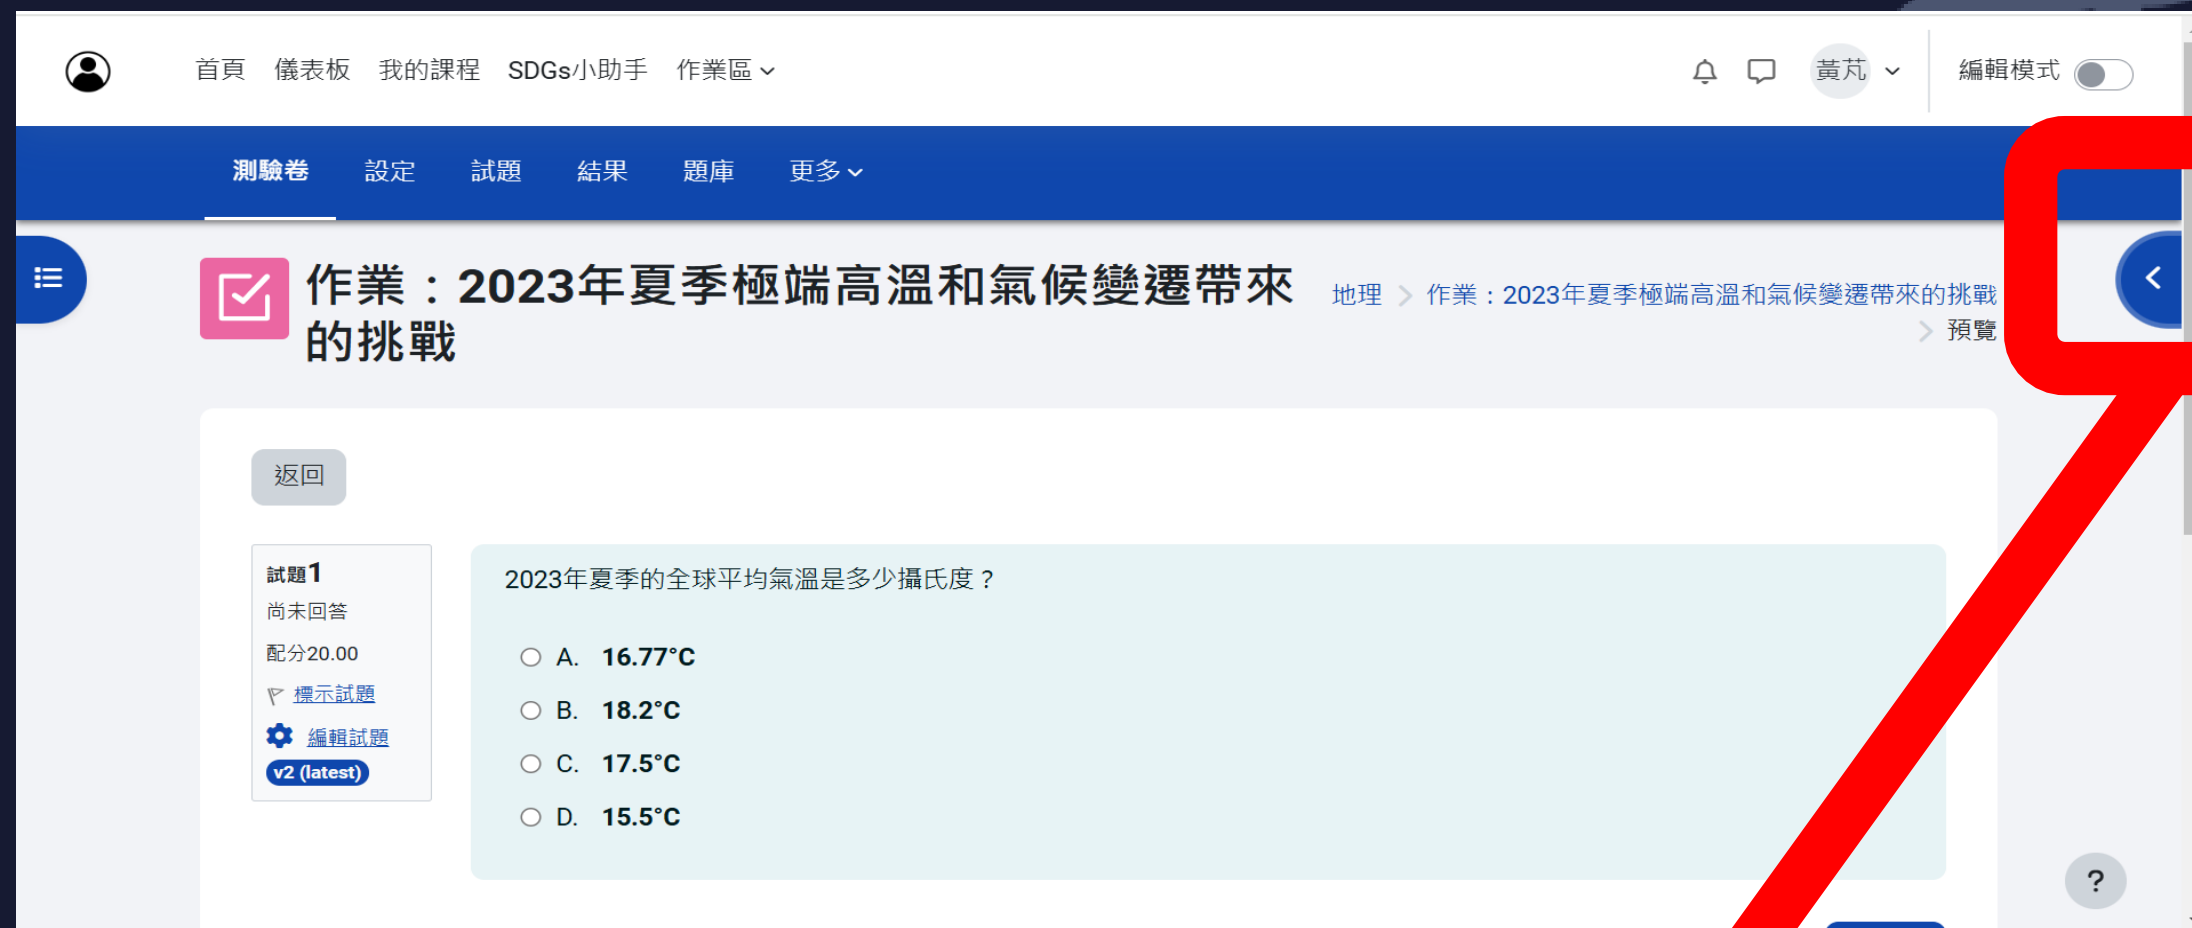 首頁 儀表板 我的課程 SDGs小助手 作業區 黃芃 編輯模式
測驗卷 設定 試題 結果 題庫 更多
作業：2023年夏季極端高溫和氣候變遷帶來
的挑戰
地理 > 作業：2023年夏季極端高溫和氣候變遷帶來的挑戰
> 預覽
返回
試題1
尚未回答
配分20.00
標示試題
編輯試題
v2 (latest)
2023年夏季的全球平均氣溫是多少攝氏度？
A. 16.77°C
B. 18.2°C
C. 17.5°C
D. 15.5°C
?